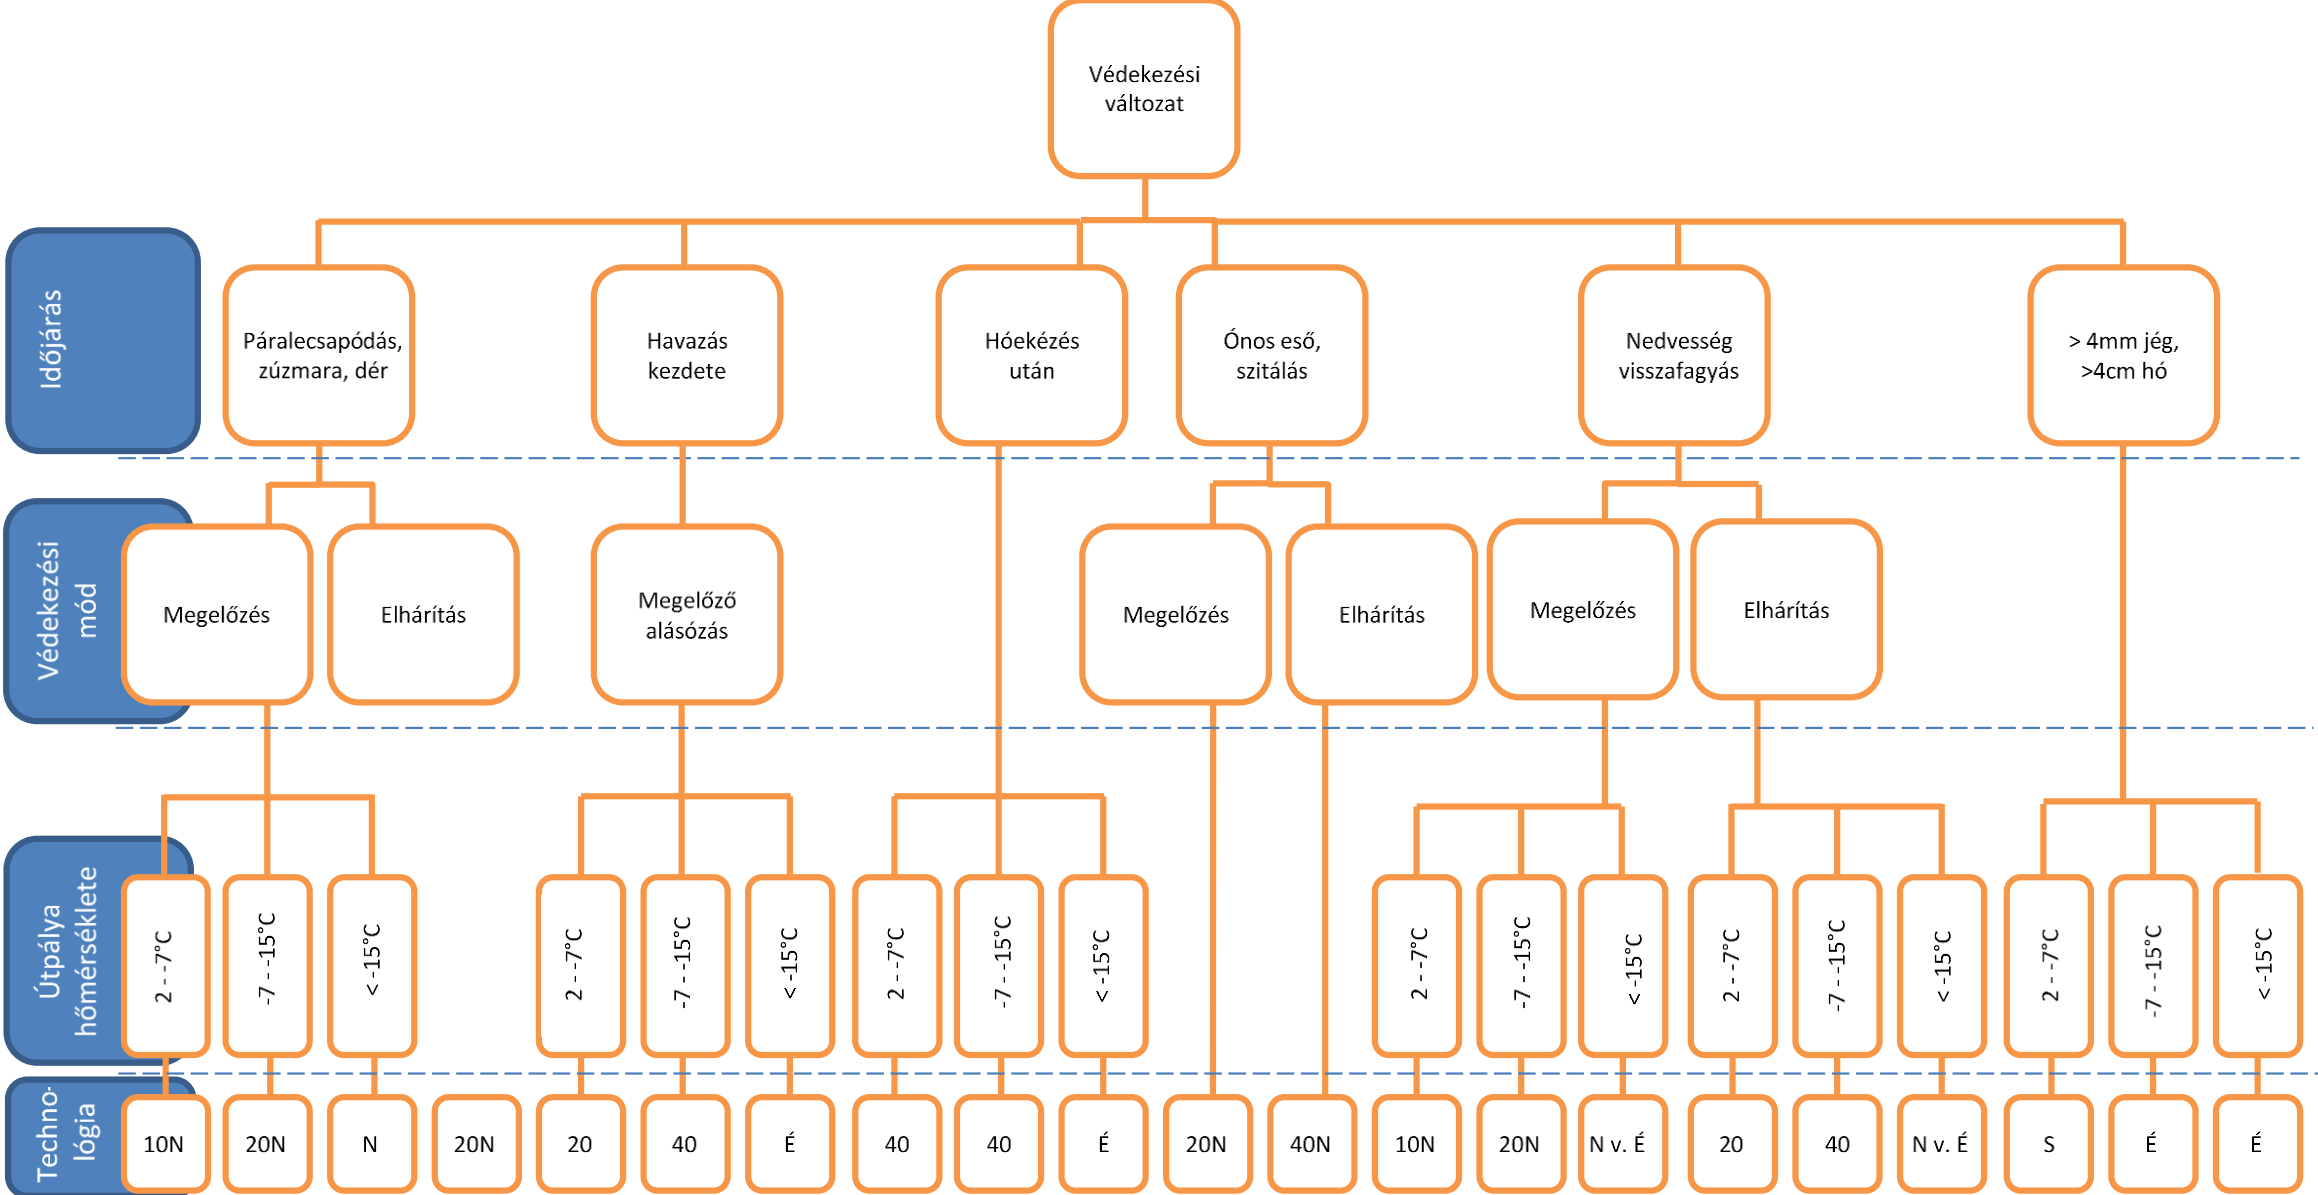 Védekezési
változat
Időjárás
Páralecsapódás,
zúzmara, dér
Havazás
kezdete
Hóekézés
után
Ónos eső,
szitálás
Nedvesség
visszafagyás
> 4mm jég,
>4cm hó
Védekezési
mód
Megelőzés
Elhárítás
Megelőző
alásózás
Megelőzés
Elhárítás
Megelőzés
Elhárítás
Útpálya
hőmérséklete
2 - -7°C
-7 - -15°C
< -15°C
2 - -7°C
-7 - -15°C
< -15°C
2 - -7°C
-7 - -15°C
< -15°C
2 - -7°C
-7 - -15°C
< -15°C
2 - -7°C
-7 - -15°C
< -15°C
2 - -7°C
-7 - -15°C
< -15°C
Techno-
lógia
10N
20N
N
20N
20
40
É
40
40
É
20N
40N
10N
20N
N v. É
20
40
N v. É
S
É
É